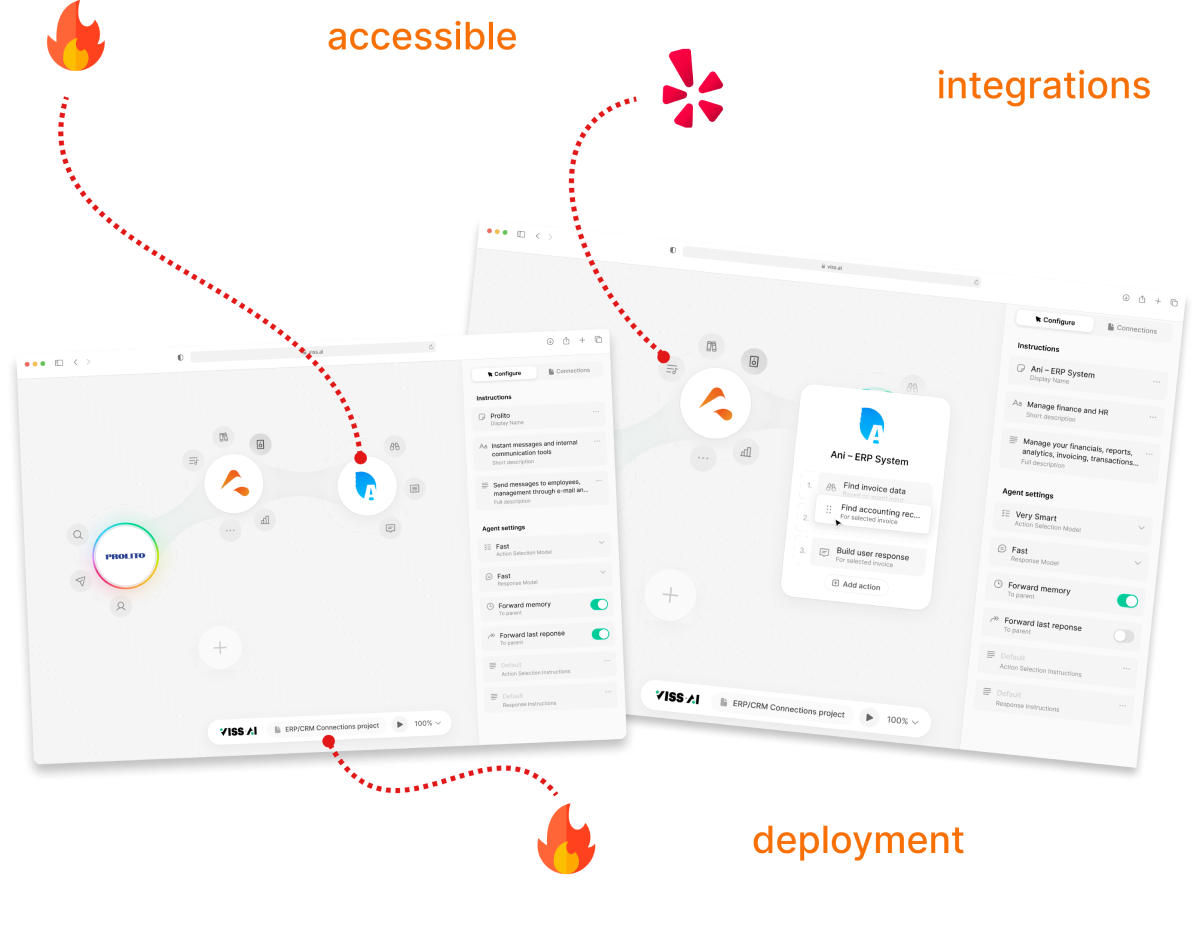 accessible
integrations
viss.ai
Configure
Connections
Instructions
Ani – ERP System
Display Name
Aa Manage finance and HR
Short description
Manage your financials, reports,
analytics, invoicing, transactions...
Full description
Agent settings
Very Smart
Action Selection Model
Fast
Response Model
Forward memory
To parent
Forward last reponse
To parent
Default
Action Selection Instructions
Default
Response Instructions
A
Ani – ERP System
1. Find invoice data
2. Find accounting rec...
For selected invoice
3. Build user response
For selected invoice
Add action
VISS AI
ERP/CRM Connections project
100%
viss.ai
Configure
Connections
Instructions
Prolito
Display Name
Aa Instant messages and internal
communication tools
Short description
Send messages to employees,
management through e-mail an...
Full description
Agent settings
Fast
Action Selection Model
Fast
Response Model
Forward memory
To parent
Forward last reponse
To parent
Default
Action Selection Instructions
Default
Response Instructions
A
PROLITO
VISS AI
ERP/CRM Connections project
100%
deployment